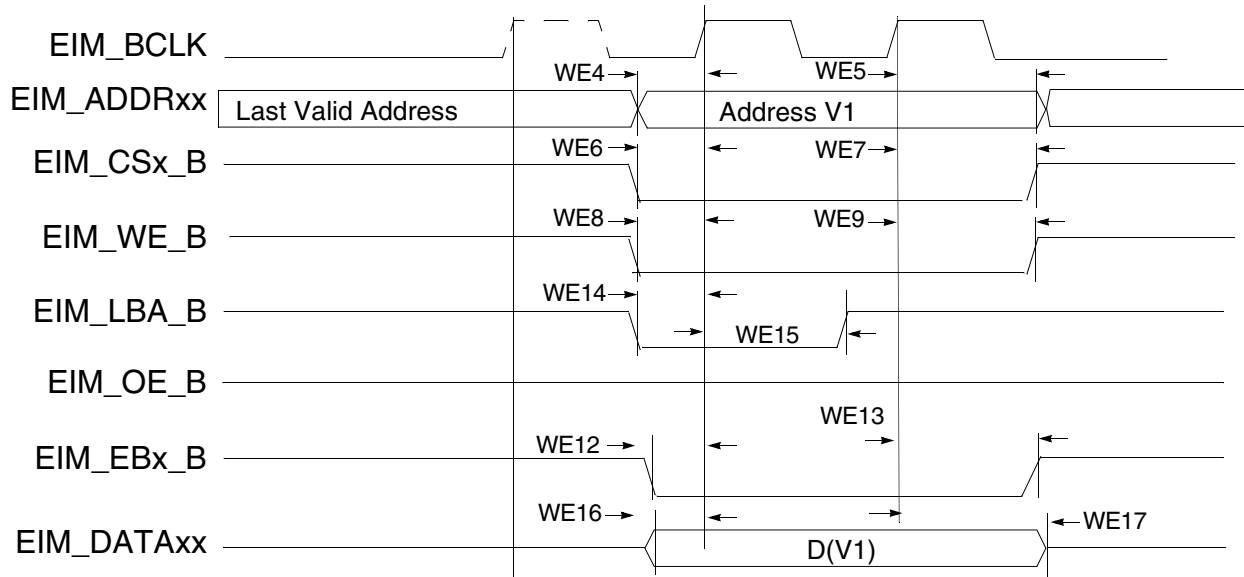 EIM_BCLK
WE4
WE5
EIM_ADDRxx
Last Valid Address
Address V1
WE6
WE7
EIM_CSx_B
WE8
WE9
EIM_WE_B
WE14
EIM_LBA_B
WE15
EIM_OE_B
WE13
WE12
EIM_EBx_B
WE16
WE17
EIM_DATAxx
D(V1)